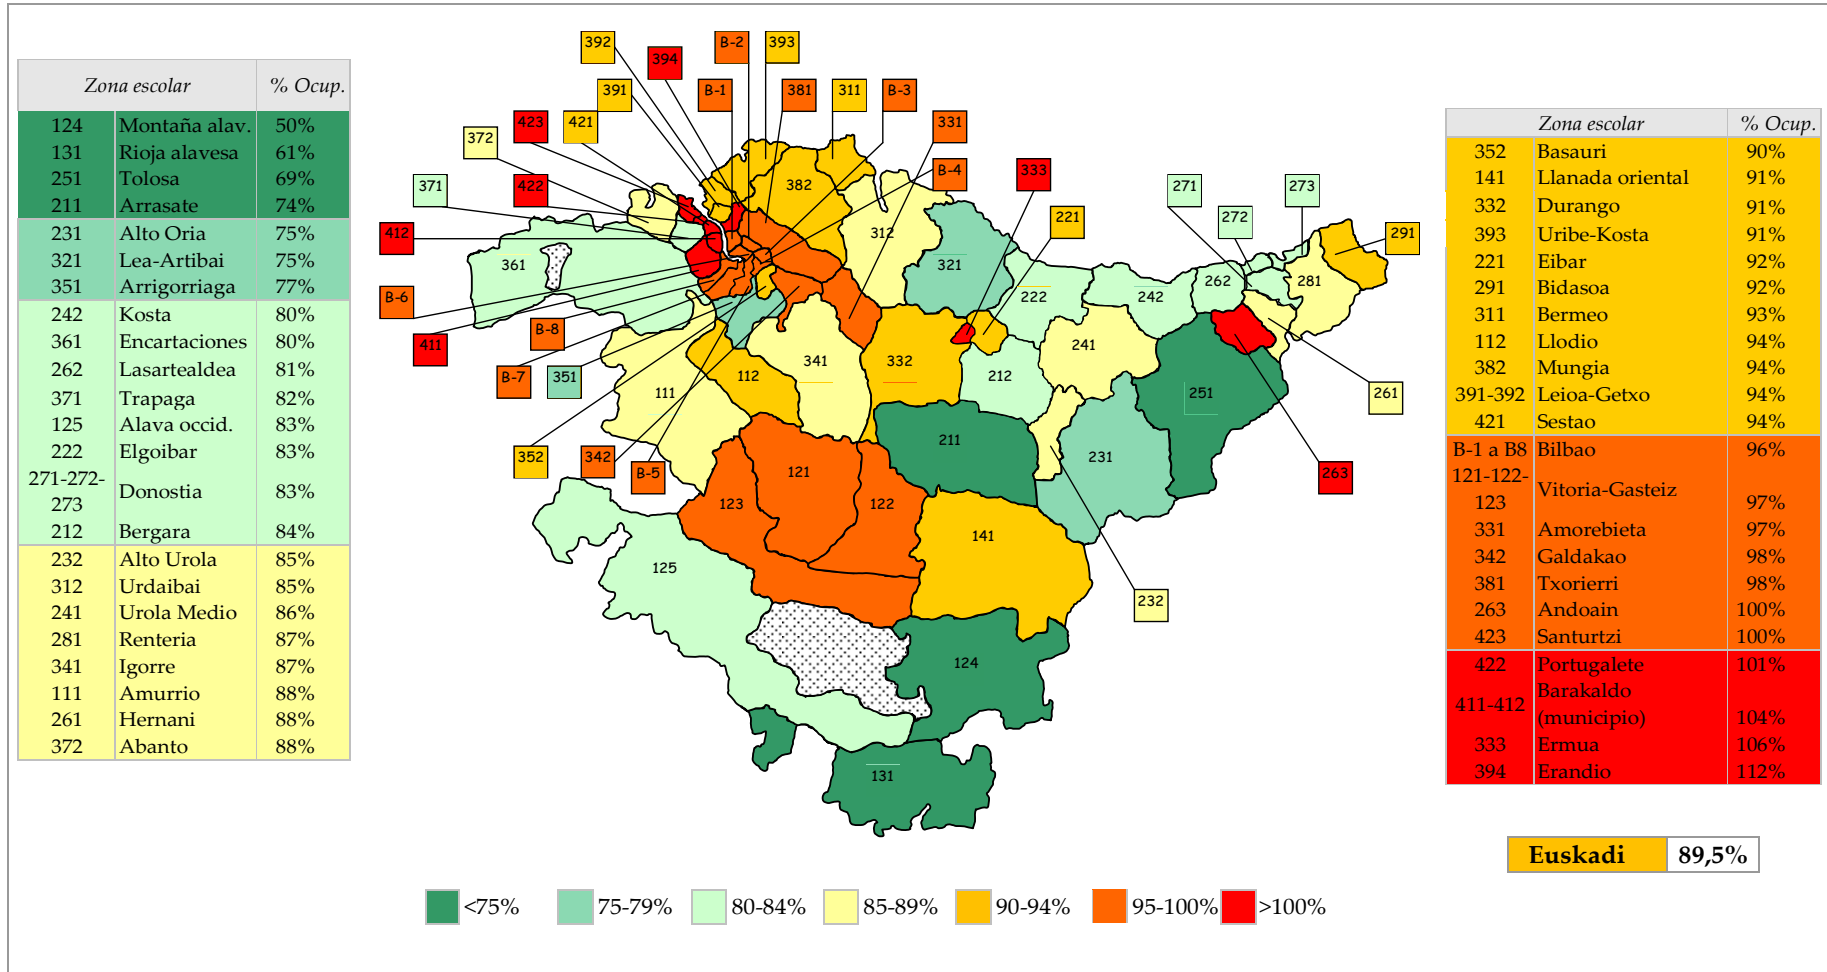 Zona escolar % Ocup.
124 Montaña alav. 50%
131 Rioja alavesa 61%
251 Tolosa 69%
211 Arrasate 74%
231 Alto Oria 75%
321 Lea-Artibai 75%
351 Arrigorriaga 77%
242 Kosta 80%
361 Encartaciones 80%
262 Lasartealdea 81%
371 Trapaga 82%
125 Alava occid. 83%
222 Elgoibar 83%
271-272-
273 Donostia 83%
212 Bergara 84%
232 Alto Urola 85%
312 Urdaibai 85%
241 Urola Medio 86%
281 Renteria 87%
341 Igorre 87%
111 Amurrio 88%
261 Hernani 88%
372 Abanto 88%
392
394
B-2
393
391
B-1
381
311
B-3
372
423
421
331
371
422
382
B-4
333
271
273
412
312
221
272
291
361
321
222
242
262
281
B-6
411
B-8
B-7
351
111
112
341
332
212
241
251
261
352
342
B-5
211
231
263
123
121
122
141
125
232
124
131
Zona escolar % Ocup.
352 Basauri 90%
141 Llanada oriental 91%
332 Durango 91%
393 Uribe-Kosta 91%
221 Eibar 92%
291 Bidasoa 92%
311 Bermeo 93%
112 Llodio 94%
382 Mungia 94%
391-392 Leioa-Getxo 94%
421 Sestao 94%
B-1 a B8 Bilbao 96%
121-122-
123 Vitoria-Gasteiz 97%
331 Amorebieta 97%
342 Galdakao 98%
381 Txorierri 98%
263 Andoain 100%
423 Santurtzi 100%
422 Portugalete 101%
411-412 Barakaldo
(municipio) 104%
333 Ermua 106%
394 Erandio 112%
Euskadi 89,5%
<75% 75-79% 80-84% 85-89% 90-94% 95-100% >100%